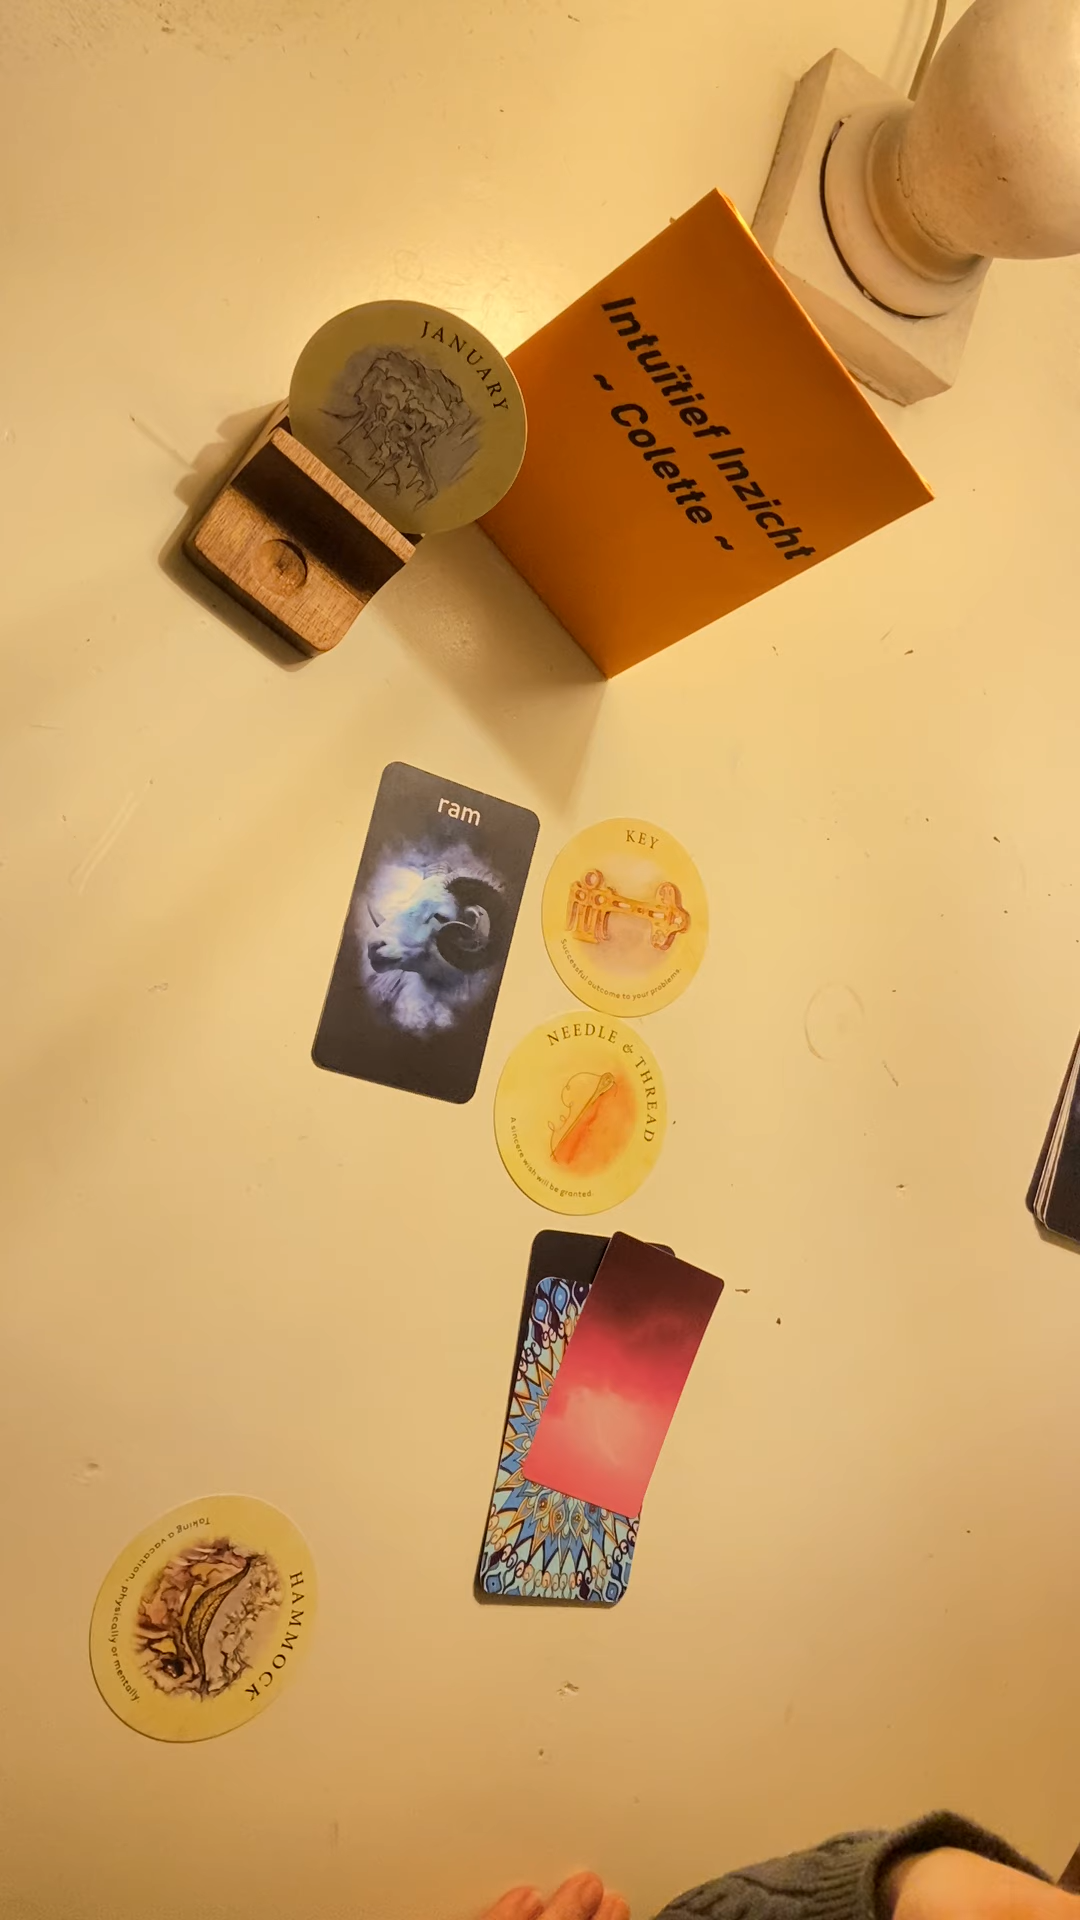 JANUARY
Intuïtief Inzicht
~ Colette ~
ram
KEY
Successful outcome to your problems.
NEEDLE & THREAD
A sincere wish will be granted.
HAMMOCK
Taking a vacation, physically or mentally.